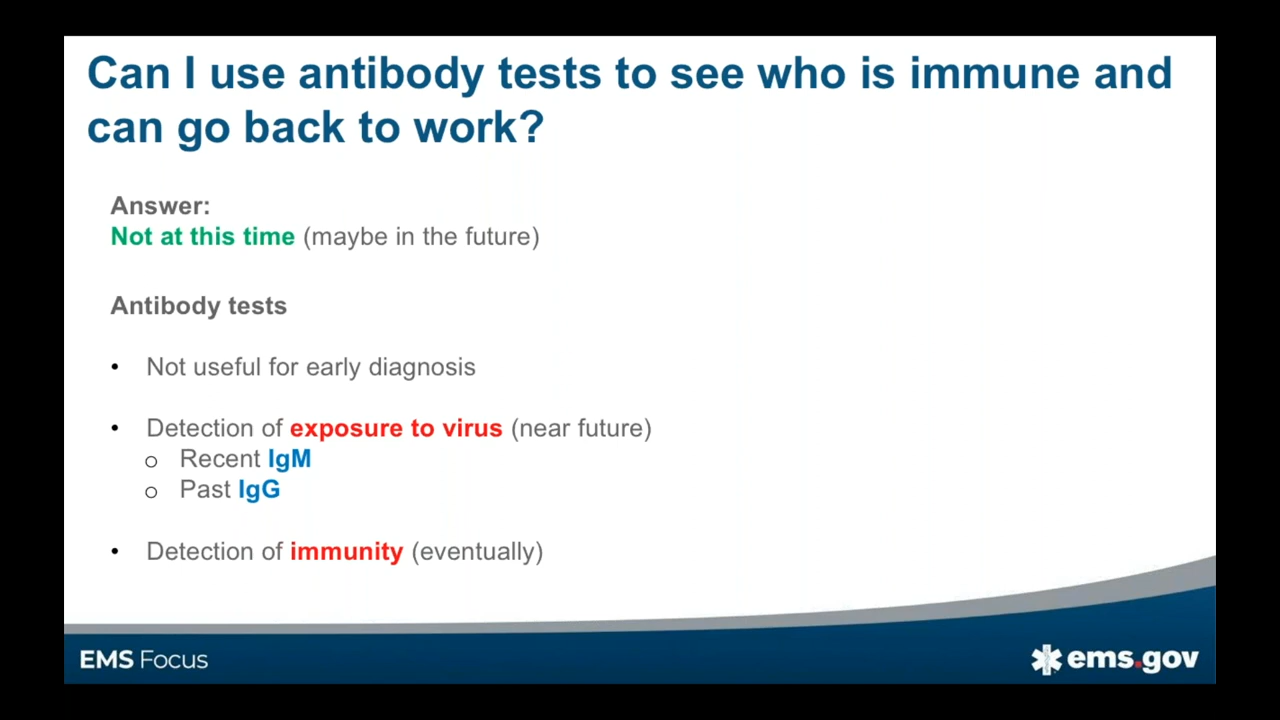 Can I use antibody tests to see who is immune and
can go back to work?
Answer:
Not at this time (maybe in the future)
Antibody tests
• Not useful for early diagnosis
• Detection of exposure to virus (near future)
o Recent IgM
o Past IgG
• Detection of immunity (eventually)
EMS Focus
ems.gov